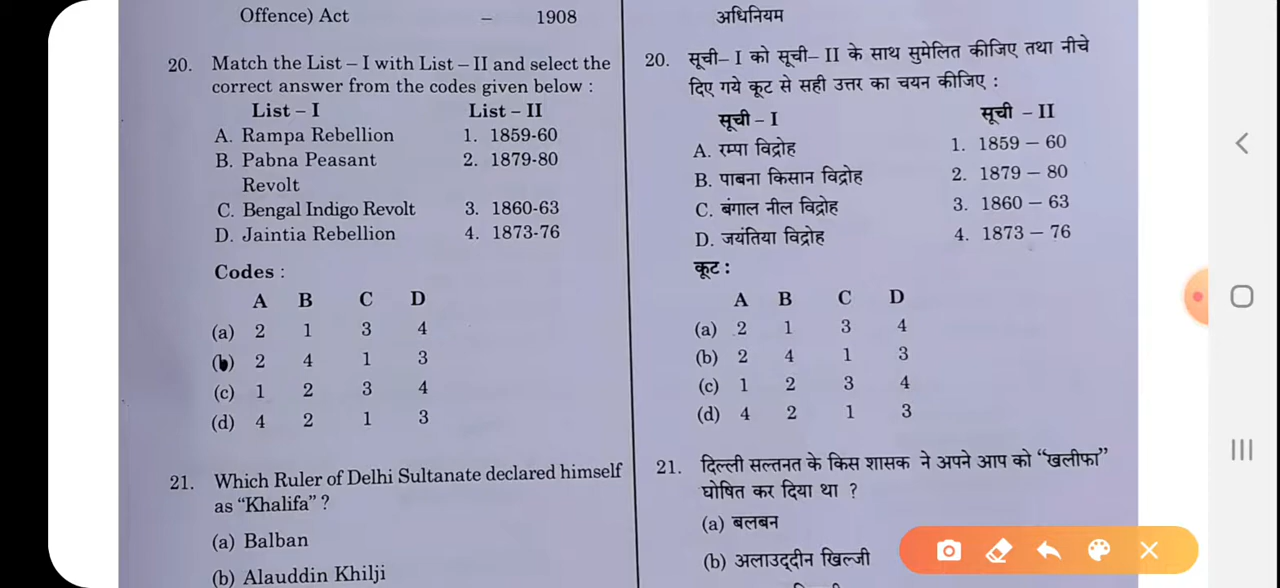 Offence) Act – 1908
20. Match the List – I with List – II and select the
correct answer from the codes given below :
List – I List – II
A. Rampa Rebellion 1. 1859-60
B. Pabna Peasant 2. 1879-80
Revolt
C. Bengal Indigo Revolt 3. 1860-63
D. Jaintia Rebellion 4. 1873-76
Codes :
A B C D
(a) 2 1 3 4
(b) 2 4 1 3
(c) 1 2 3 4
(d) 4 2 1 3
21. Which Ruler of Delhi Sultanate declared himself
as “Khalifa” ?
(a) Balban
(b) Alauddin Khilji
अधिनियम
20. सूची– I को सूची– II के साथ सुमेलित कीजिए तथा नीचे
दिए गये कूट से सही उत्तर का चयन कीजिए :
सूची – I सूची – II
A. रम्पा विद्रोह 1. 1859 – 60
B. पाबना किसान विद्रोह 2. 1879 – 80
C. बंगाल नील विद्रोह 3. 1860 – 63
D. जयंतिया विद्रोह 4. 1873 – 76
कूट :
A B C D
(a) 2 1 3 4
(b) 2 4 1 3
(c) 1 2 3 4
(d) 4 2 1 3
21. दिल्ली सल्तनत के किस शासक ने अपने आप को “खलीफा”
घोषित कर दिया था ?
(a) बलबन
(b) अलाउद्दीन खिल्जी